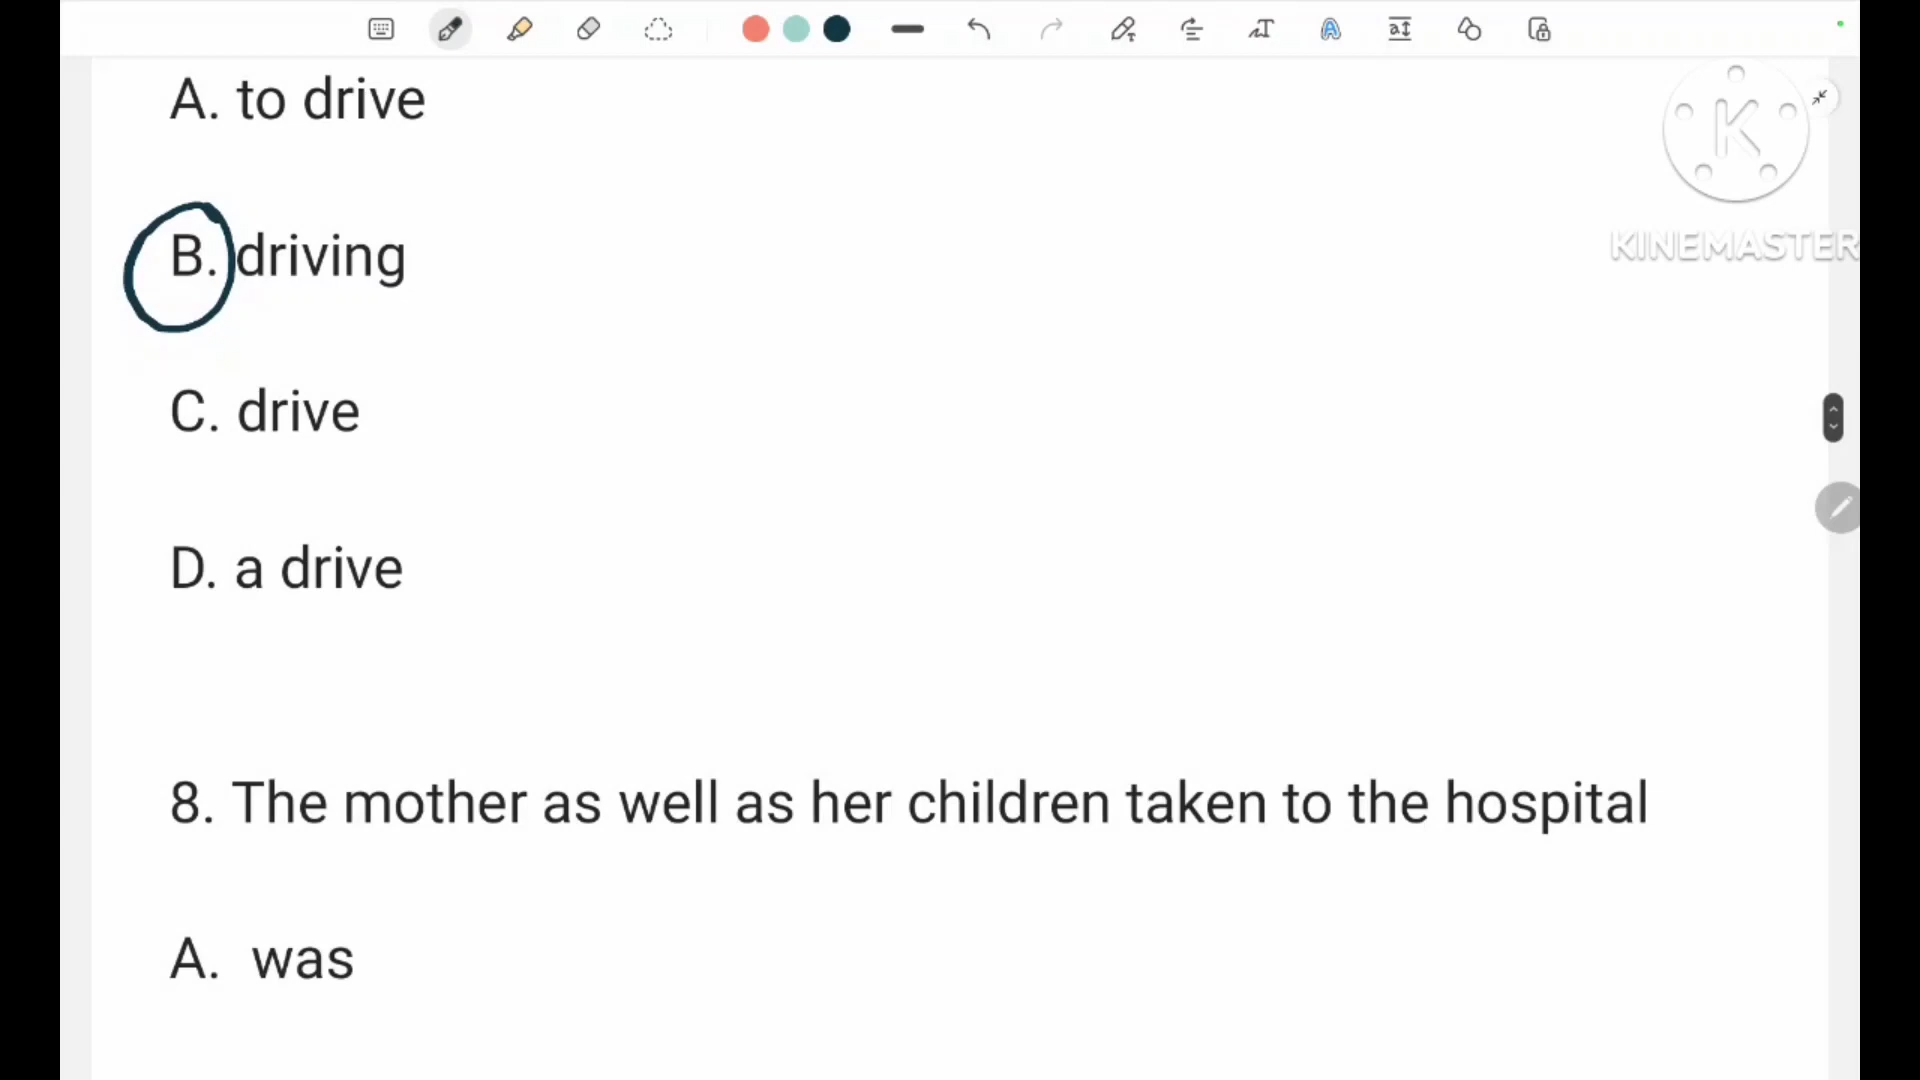 A. to drive
K
KINEMASTER
B. driving
C. drive
D. a drive
8. The mother as well as her children taken to the hospital
A. was